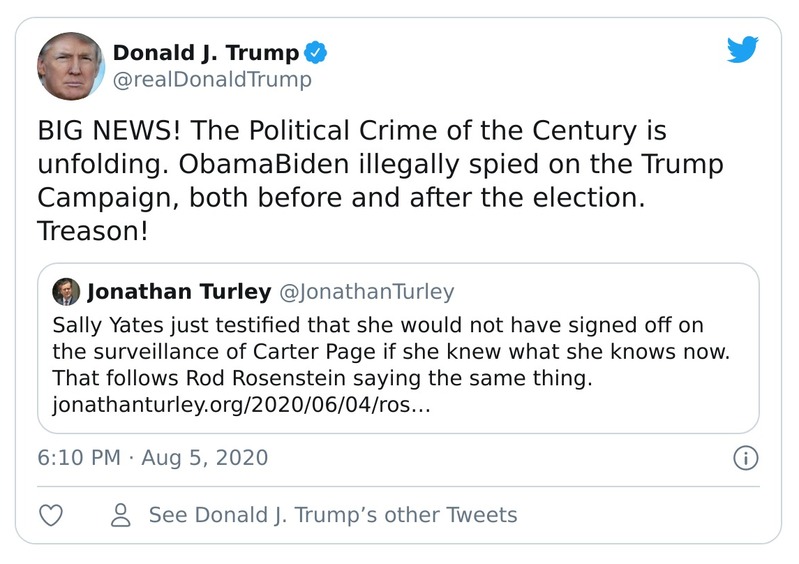 Donald J. Trump
@realDonaldTrump
BIG NEWS! The Political Crime of the Century is
unfolding. ObamaBiden illegally spied on the Trump
Campaign, both before and after the election.
Treason!
Jonathan Turley @JonathanTurley
Sally Yates just testified that she would not have signed off on
the surveillance of Carter Page if she knew what she knows now.
That follows Rod Rosenstein saying the same thing.
jonathanturley.org/2020/06/04/ros…
6:10 PM · Aug 5, 2020
See Donald J. Trump’s other Tweets